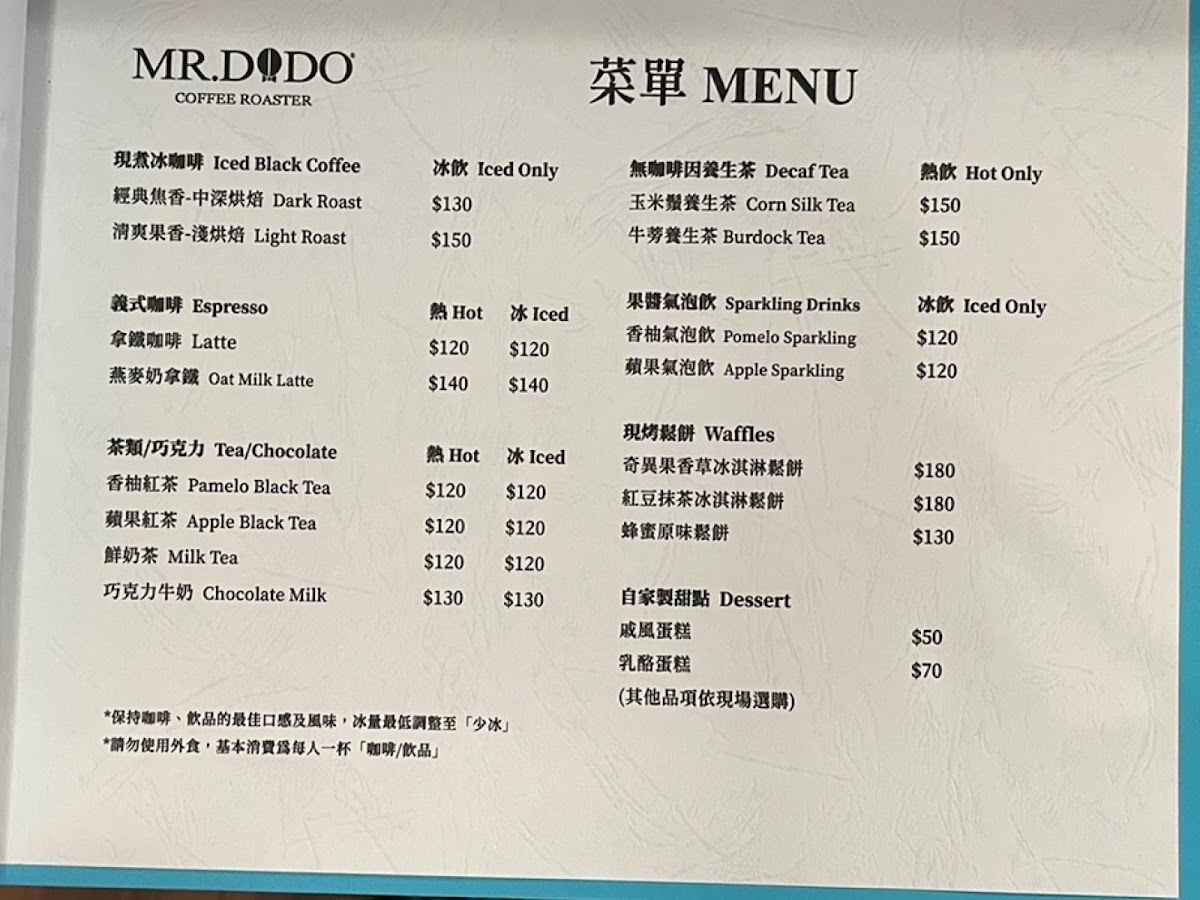 MR.DODO
COFFEE ROASTER
菜單 MENU
現煮冰咖啡 Iced Black Coffee 冰飲 Iced Only
經典焦香-中深烘焙 Dark Roast $130
清爽果香-淺烘焙 Light Roast $150
義式咖啡 Espresso 熱 Hot 冰 Iced
拿鐵咖啡 Latte $120 $120
燕麥奶拿鐵 Oat Milk Latte $140 $140
茶類/巧克力 Tea/Chocolate 熱 Hot 冰 Iced
香柚紅茶 Pamelo Black Tea $120 $120
蘋果紅茶 Apple Black Tea $120 $120
鮮奶茶 Milk Tea $120 $120
巧克力牛奶 Chocolate Milk $130 $130
*保持咖啡、飲品的最佳口感及風味，冰量最低調整至「少冰」
*請勿使用外食，基本消費為每人一杯「咖啡/飲品」
無咖啡因養生茶 Decaf Tea 熱飲 Hot Only
玉米鬚養生茶 Corn Silk Tea $150
牛蒡養生茶 Burdock Tea $150
果醬氣泡飲 Sparkling Drinks 冰飲 Iced Only
香柚氣泡飲 Pomelo Sparkling $120
蘋果氣泡飲 Apple Sparkling $120
現烤鬆餅 Waffles
奇異果香草冰淇淋鬆餅 $180
紅豆抹茶冰淇淋鬆餅 $180
蜂蜜原味鬆餅 $130
自家製甜點 Dessert
戚風蛋糕 $50
乳酪蛋糕 $70
(其他品項依現場選購)